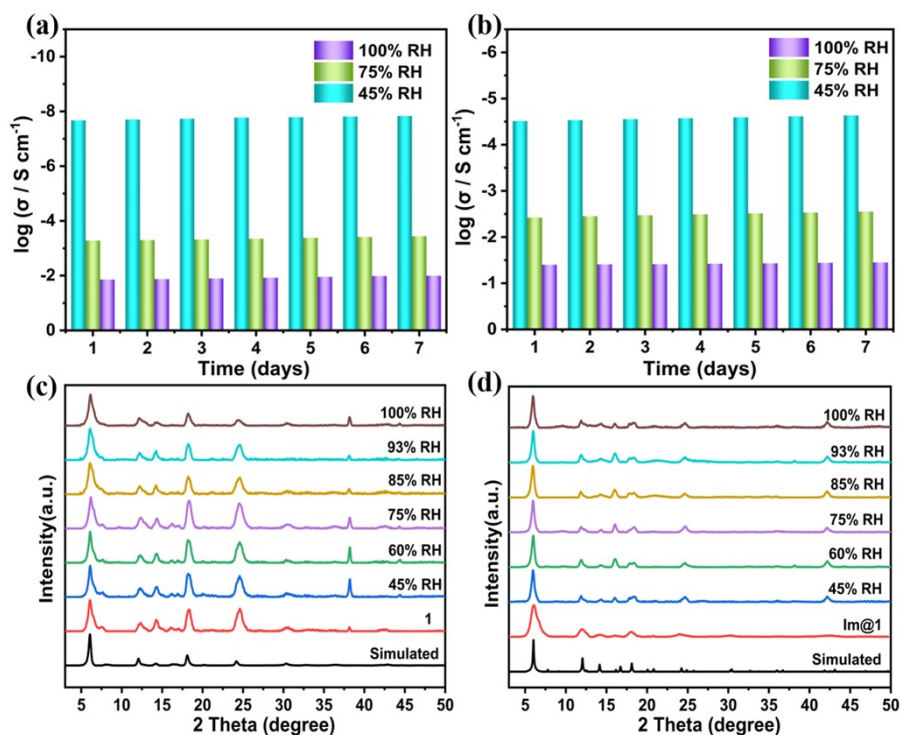 (a)
-10
-8
-6
-4
-2
0
log (σ / S cm⁻¹)
100% RH
75% RH
45% RH
1 2 3 4 5 6 7
Time (days)
(b)
-6
-5
-4
-3
-2
-1
0
log (σ / S cm⁻¹)
100% RH
75% RH
45% RH
1 2 3 4 5 6 7
Time (days)
(c)
Intensity(a.u.)
100% RH
93% RH
85% RH
75% RH
60% RH
45% RH
1
Simulated
5 10 15 20 25 30 35 40 45 50
2 Theta (degree)
(d)
Intensity(a.u.)
100% RH
93% RH
85% RH
75% RH
60% RH
45% RH
Im@1
Simulated
5 10 15 20 25 30 35 40 45 50
2 Theta (degree)